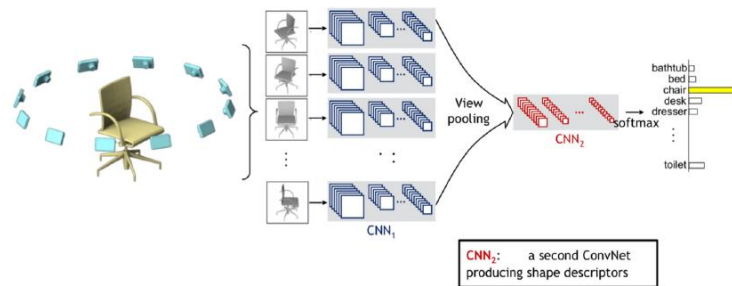 View
pooling
CNN₁
CNN₂
softmax
bathtub
bed
chair
desk
dresser
toilet
CNN₂: a second ConvNet
producing shape descriptors